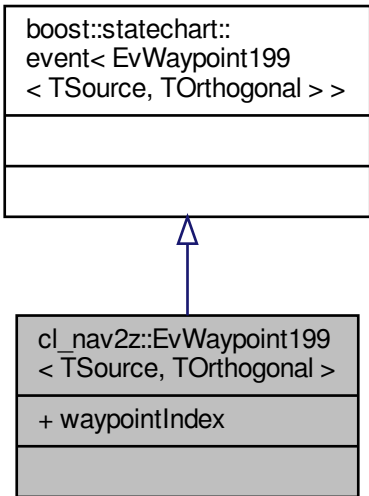 boost::statechart::
event< EvWaypoint199
< TSource, TOrthogonal > >
cl_nav2z::EvWaypoint199
< TSource, TOrthogonal >
+ waypointIndex